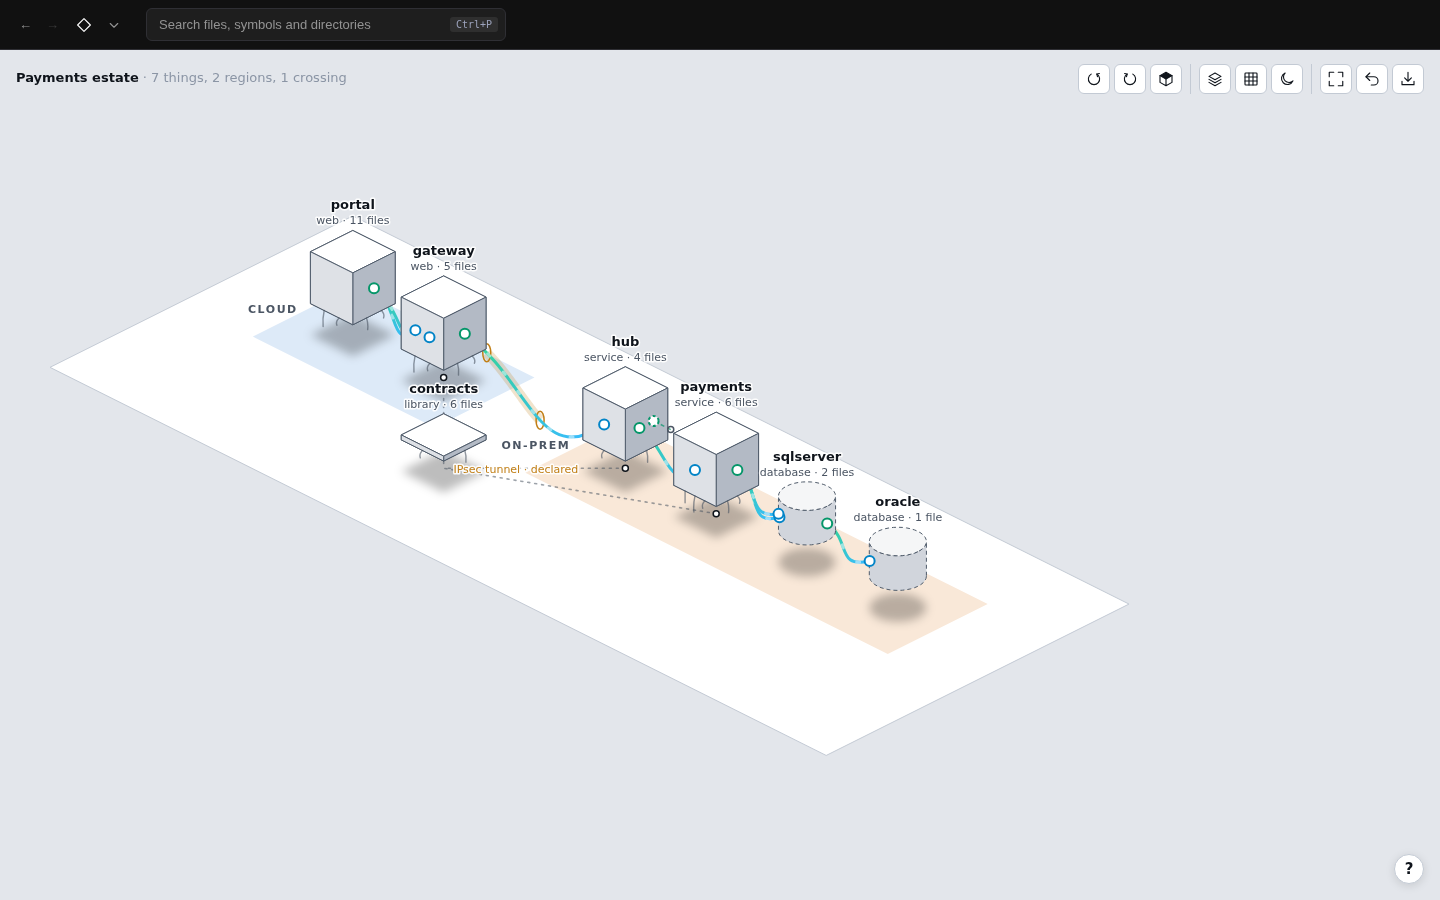 Search files, symbols and directories
Ctrl+P
Payments estate · 7 things, 2 regions, 1 crossing
portal
web · 11 files
gateway
web · 5 files
CLOUD
hub
service · 4 files
contracts
library · 6 files
payments
service · 6 files
ON-PREM
IPsec tunnel · declared
sqlserver
database · 2 files
oracle
database · 1 file
?